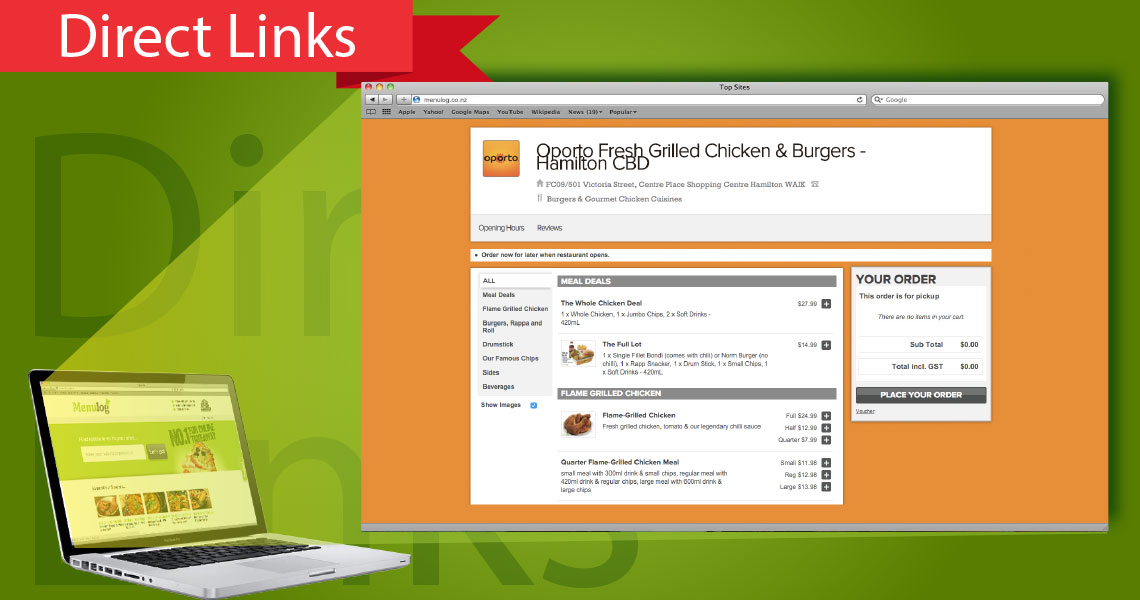 Direct Links
Top Sites
menulog.co.nz
Google
Apple Yahoo! Google Maps YouTube Wikipedia News (19) Popular
oporto
Oporto Fresh Grilled Chicken & Burgers -
Hamilton CBD
FC09/501 Victoria Street, Centre Place Shopping Centre Hamilton WAIK
Burgers & Gourmet Chicken Cuisines
Opening Hours Reviews
Order now for later when restaurant opens.
ALL
Meal Deals
Flame Grilled Chicken
Burgers, Rappa and
Roll
Drumstick
Our Famous Chips
Sides
Beverages
Show Images
MEAL DEALS
The Whole Chicken Deal $27.99
1 x Whole Chicken, 1 x Jumbo Chips, 2 x Soft Drinks -
420mL
The Full Lot $14.99
1 x Single Fillet Bondi (comes with chili) or Norm Burger (no
chilli), 1 x Rapp Snacker, 1 x Drum Stick, 1 x Small Chips, 1
x Soft Drinks - 420mL
FLAME GRILLED CHICKEN
Flame-Grilled Chicken Full $24.99
Fresh grilled chicken, tomato & our legendary chilli sauce Half $12.99
Quarter $7.99
Quarter Flame-Grilled Chicken Meal Small $11.98
small meal with 300ml drink & small chips, regular meal with
420ml drink & regular chips, large meal with 600ml drink &
large chips
Reg $12.98
Large $13.98
YOUR ORDER
This order is for pickup
There are no items in your cart.
Sub Total $0.00
Total incl. GST $0.00
PLACE YOUR ORDER
Voucher
Menulog
NO.1
Direct
Links